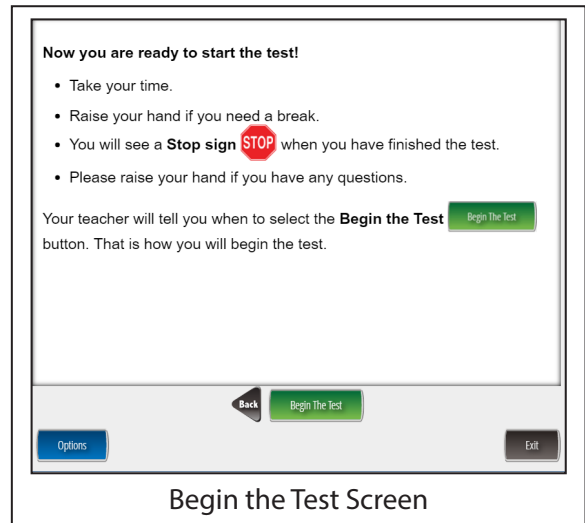 Now you are ready to start the test!
• Take your time.
• Raise your hand if you need a break.
• You will see a Stop sign STOP when you have finished the test.
• Please raise your hand if you have any questions.
Your teacher will tell you when to select the Begin the Test Begin The Test
button. That is how you will begin the test.
Back Begin The Test
Options Exit
Begin the Test Screen